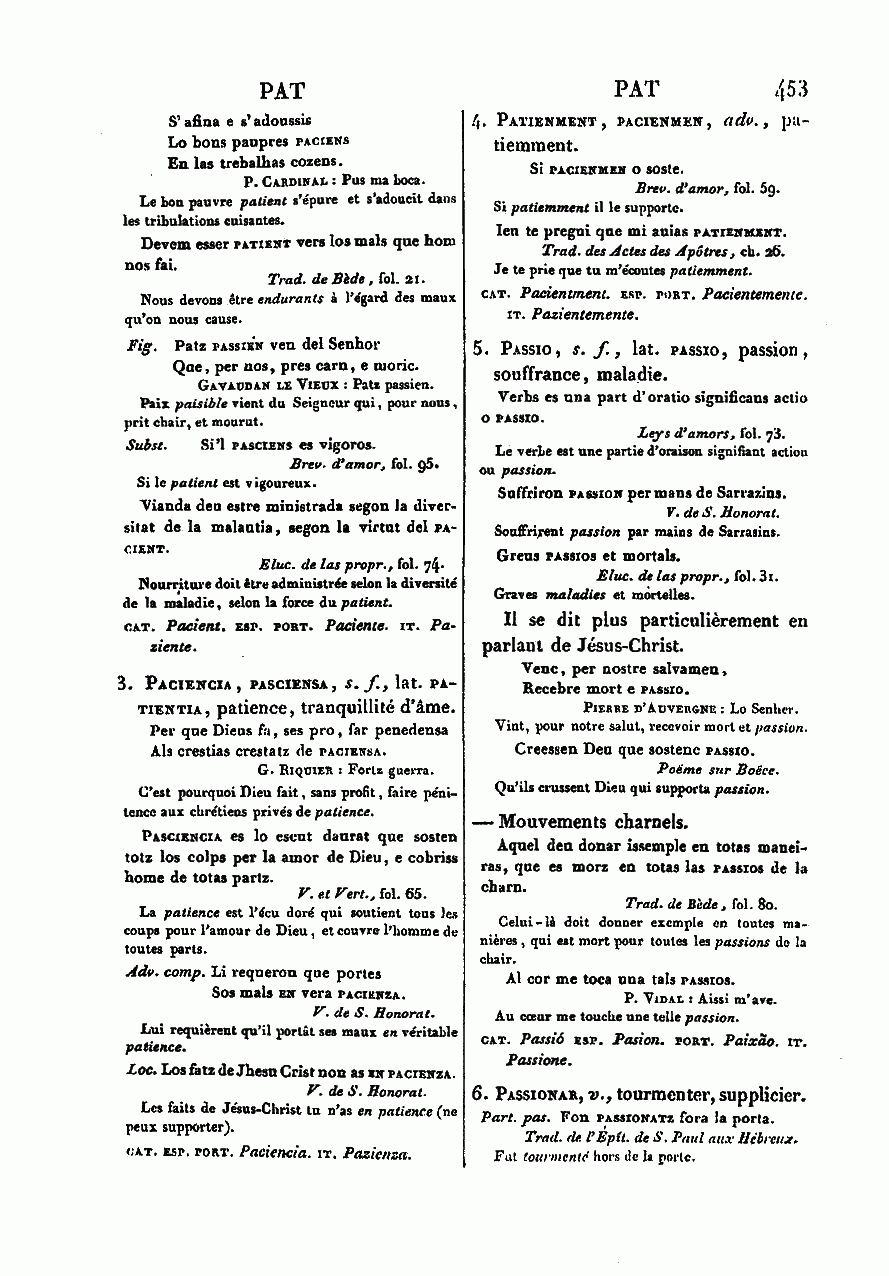 PAT
PAT 453
S'afina e s'adoussis
Lo bons paupres PACIENS
En las trebalhas cozens.
P. CARDINAL : Pus ma boca.
Le bon pauvre patient s'épure et s'adoucit dans
les tribulations cuisantes.
Devem esser PATIENT vers los mals que hom
nos fai.
Trad. de Bède, fol. 21.
Nous devons être endurants à l'égard des maux
qu'on nous cause.
Fig. Patz PASSIEN ven del Senhor
Que, per nos, pres carn, e moric.
GAVAUDAN LE VIEUX : Patz passien.
Paix paisible vient du Seigneur qui, pour nous,
prit chair, et mourut.
Subst. Si'l PASCIENS es vigoros.
Brev. d'amor, fol. 95.
Si le patient est vigoureux.
Vianda deu estre ministrada segon la diver-
sitat de la malautia, segon la virtut del PA-
CIENT.
Eluc. de las propr., fol. 74.
Nourriture doit être administrée selon la diversité
de la maladie, selon la force du patient.
CAT. Pacient. ESP. PORT. Paciente. IT. Pa-
ziente.
3. PACIENCIA, PASCIENSA, s. f., lat. PA-
TIENTIA, patience, tranquillité d'âme.
Per que Dieus fa, ses pro, far penedensa
Als crestias crestatz de PACIENSA.
G. RIQUIER : Fortz guerra.
C'est pourquoi Dieu fait, sans profit, faire péni-
tence aux chrétiens privés de patience.
PASCIENCIA es lo escut daurat que sosten
totz los colps per la amor de Dieu, e cobriss
home de totas partz.
V. et Vert., fol. 65.
La patience est l'écu doré qui soutient tous les
coups pour l'amour de Dieu, et couvre l'homme de
toutes parts.
Adv. comp. Li requeron que portes
Sos mals EN vera PACIENZA.
V. de S. Honorat.
Lui requièrent qu'il portât ses maux en véritable
patience.
Loc. Los fatz de Jhesu Crist non as EN PACIENZA.
V. de S. Honorat.
Les faits de Jésus-Christ tu n'as en patience (ne
peux supporter).
CAT. ESP. PORT. Paciencia. IT. Pazienza.
4. PATIENMENT, PACIENMEN, adv., pa-
tiemment.
Si PACIENMEN o soste.
Brev. d'amor, fol. 59.
Si patiemment il le supporte.
Ien te pregui que mi auias PATIENMENT.
Trad. des Actes des Apôtres, ch. 26.
Je te prie que tu m'écoutes patiemment.
CAT. Pacientment. ESP. PORT. Pacientemente.
IT. Pazientemente.
5. PASSIO, s. f., lat. PASSIO, passion,
souffrance, maladie.
Verbs es una part d'oratio significans actio
o PASSIO.
Leys d'amors, fol. 73.
Le verbe est une partie d'oraison signifiant action
ou passion.
Suffriron PASSION per mans de Sarrazins.
V. de S. Honorat.
Souffrirent passion par mains de Sarrasins.
Greus PASSIOS et mortals.
Eluc. de las propr., fol. 31.
Graves maladies et mortelles.
Il se dit plus particulièrement en
parlant de Jésus-Christ.
Venc, per nostre salvamen,
Recebre mort e PASSIO.
PIERRE D'AUVERGNE : Lo Senher.
Vint, pour notre salut, recevoir mort et passion.
Creessen Deu que sostenc PASSIO.
Poëme sur Boëce.
Qu'ils crussent Dieu qui supporta passion.
— Mouvements charnels.
Aquel deu donar issemple en totas manei-
ras, que es morz en totas las PASSIOS de la
charn.
Trad. de Bède, fol. 80.
Celui-là doit donner exemple en toutes ma-
nières, qui est mort pour toutes les passions de la
chair.
Al cor me toca una tals PASSIOS.
P. VIDAL : Aissi m'ave.
Au cœur me touche une telle passion.
CAT. Passió ESP. Pasion. PORT. Paixão. IT.
Passione.
6. PASSIONAR, v., tourmenter, supplicier.
Part. pas. Fon PASSIONATZ fora la porta.
Trad. de l'Épît. de S. Paul aux Hébreux.
Fut tourmenté hors de la porte.